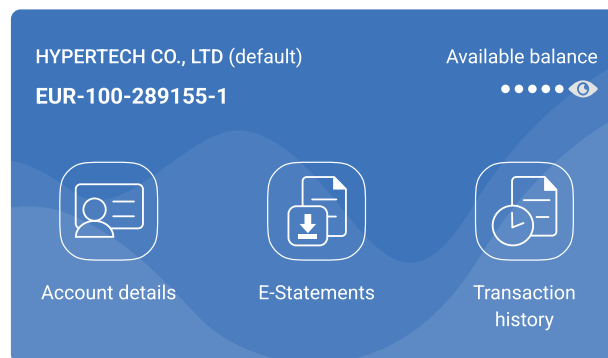 HYPERTECH CO., LTD (default)
Available balance
EUR-100-289155-1
Account details
E-Statements
Transaction
history